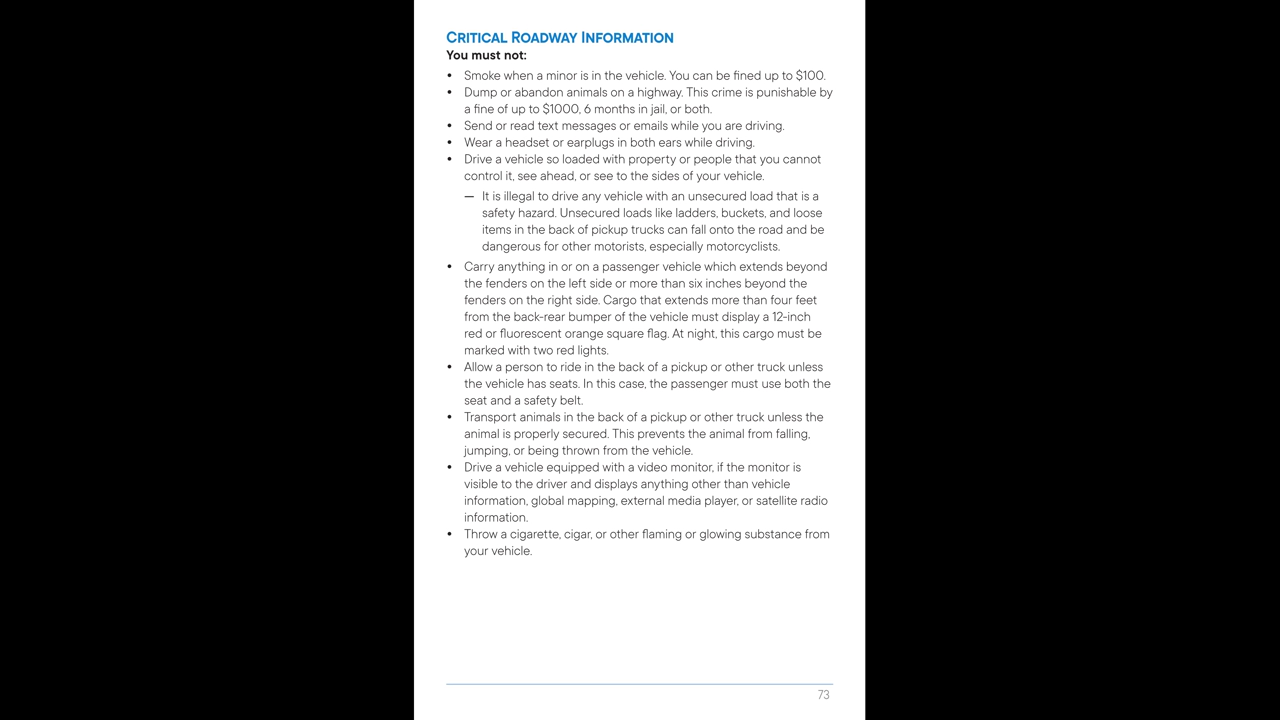 CRITICAL ROADWAY INFORMATION
You must not:
• Smoke when a minor is in the vehicle. You can be fined up to $100.
• Dump or abandon animals on a highway. This crime is punishable by
a fine of up to $1000, 6 months in jail, or both.
• Send or read text messages or emails while you are driving.
• Wear a headset or earplugs in both ears while driving.
• Drive a vehicle so loaded with property or people that you cannot
control it, see ahead, or see to the sides of your vehicle.
— It is illegal to drive any vehicle with an unsecured load that is a
safety hazard. Unsecured loads like ladders, buckets, and loose
items in the back of pickup trucks can fall onto the road and be
dangerous for other motorists, especially motorcyclists.
• Carry anything in or on a passenger vehicle which extends beyond
the fenders on the left side or more than six inches beyond the
fenders on the right side. Cargo that extends more than four feet
from the back-rear bumper of the vehicle must display a 12-inch
red or fluorescent orange square flag. At night, this cargo must be
marked with two red lights.
• Allow a person to ride in the back of a pickup or other truck unless
the vehicle has seats. In this case, the passenger must use both the
seat and a safety belt.
• Transport animals in the back of a pickup or other truck unless the
animal is properly secured. This prevents the animal from falling,
jumping, or being thrown from the vehicle.
• Drive a vehicle equipped with a video monitor, if the monitor is
visible to the driver and displays anything other than vehicle
information, global mapping, external media player, or satellite radio
information.
• Throw a cigarette, cigar, or other flaming or glowing substance from
your vehicle.
73